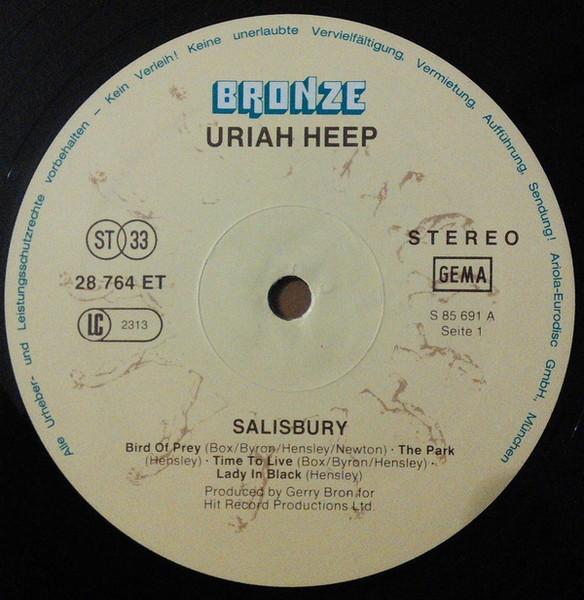 Alle Urheber- und Leistungsschutzrechte vorbehalten – Kein Verleih! Keine unerlaubte Vervielfältigung, Vermietung, Aufführung, Sendung! Ariola-Eurodisc GmbH., München
BRONZE
URIAH HEEP
ST 33
STEREO
28 764 ET
GEMA
LC 2313
S 85 691 A
Seite 1
SALISBURY
Bird Of Prey (Box/Byron/Hensley/Newton) · The Park
(Hensley) · Time To Live (Box/Byron/Hensley) ·
Lady In Black (Hensley)
Produced by Gerry Bron for
Hit Record Productions Ltd.